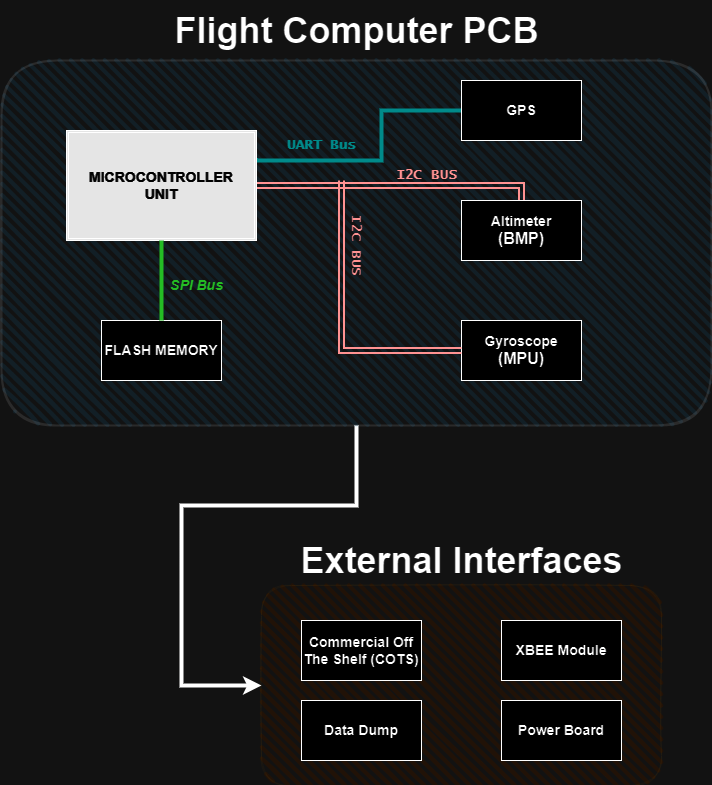 Flight Computer PCB
GPS
UART Bus
MICROCONTROLLER
UNIT
I2C BUS
Altimeter
(BMP)
I2C BUS
SPI Bus
FLASH MEMORY
Gyroscope
(MPU)
External Interfaces
Commercial Off
The Shelf (COTS)
XBEE Module
Data Dump
Power Board